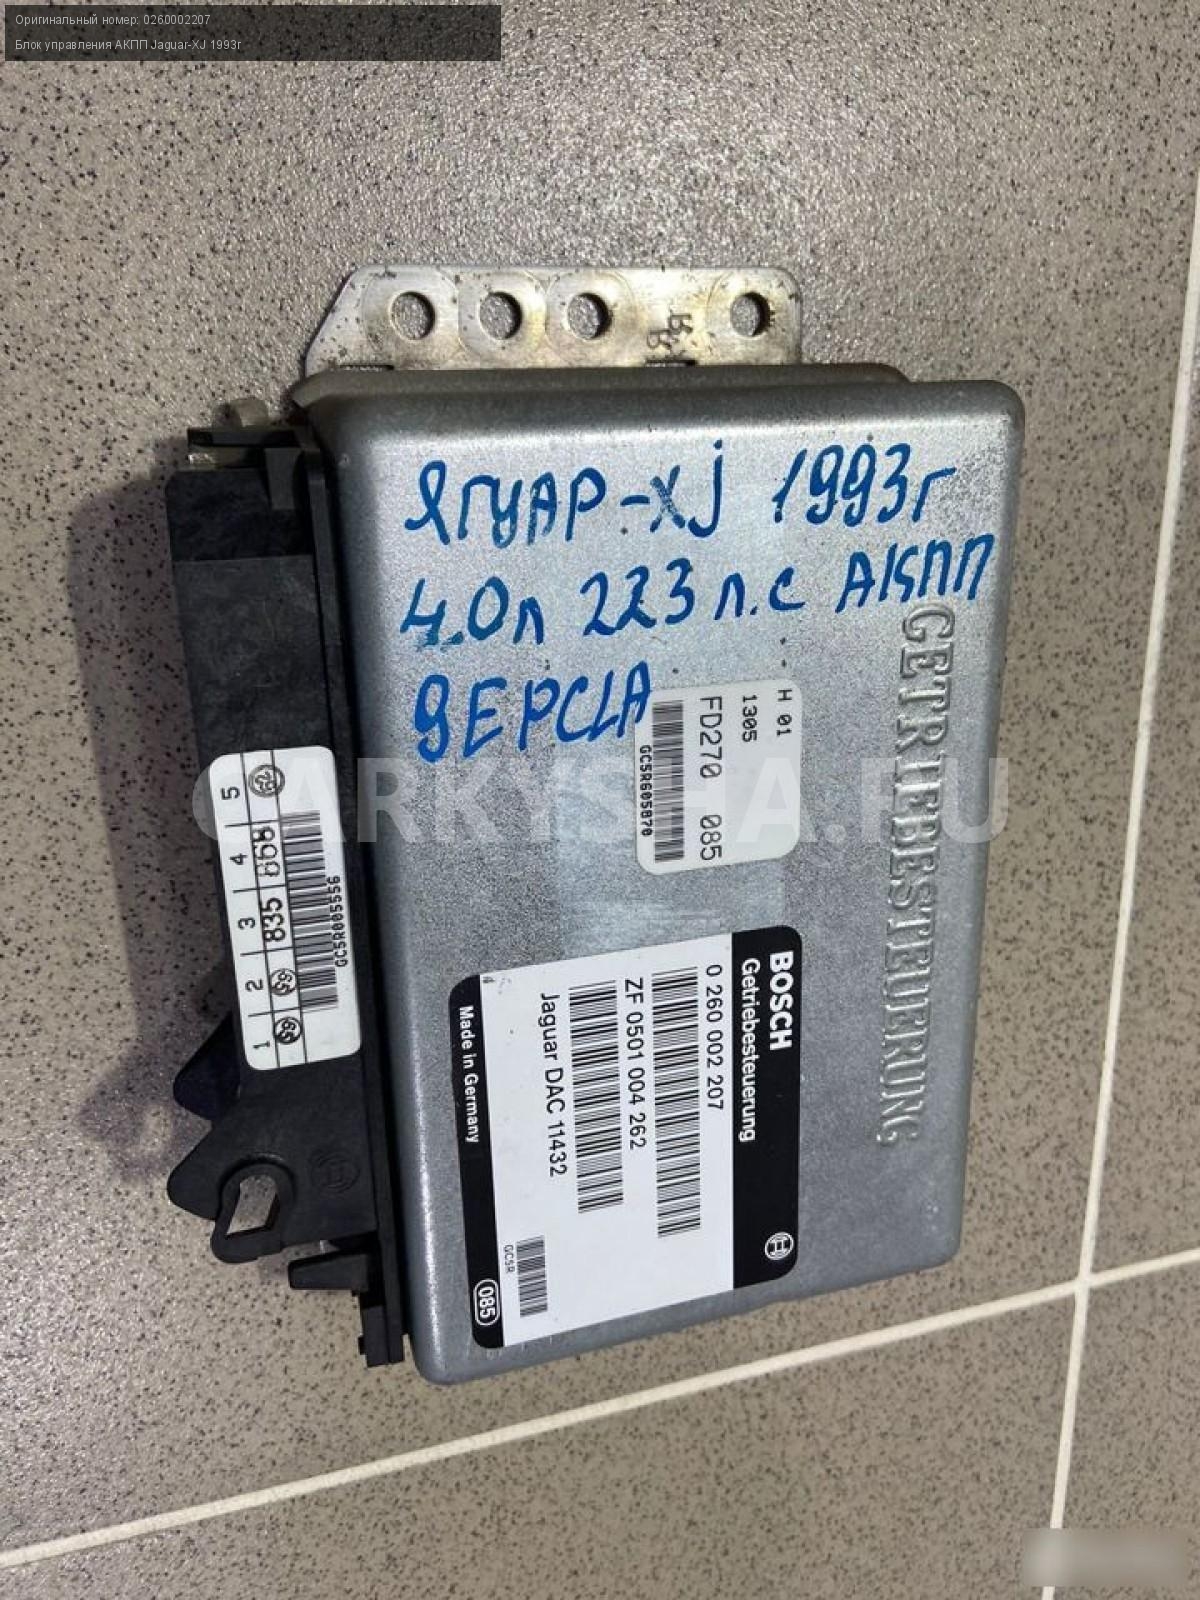 Оригинальный номер: 0260002207
Блок управления АКПП Jaguar-XJ 1993г
ЯГУАР-XJ 1993г
4.0л 223 л.с АКПП
9EPCLA
GETRIEBESTEUERUNG
H 01
1305
FD270 085
GC5R605870
CARKYSHA.RU
1 2 3 4 5
835
GC5R005556
BOSCH
Getriebesteuerung
0 260 002 207
ZF 0501 004 262
Jaguar DAC 11432
GC5R
Made in Germany
085